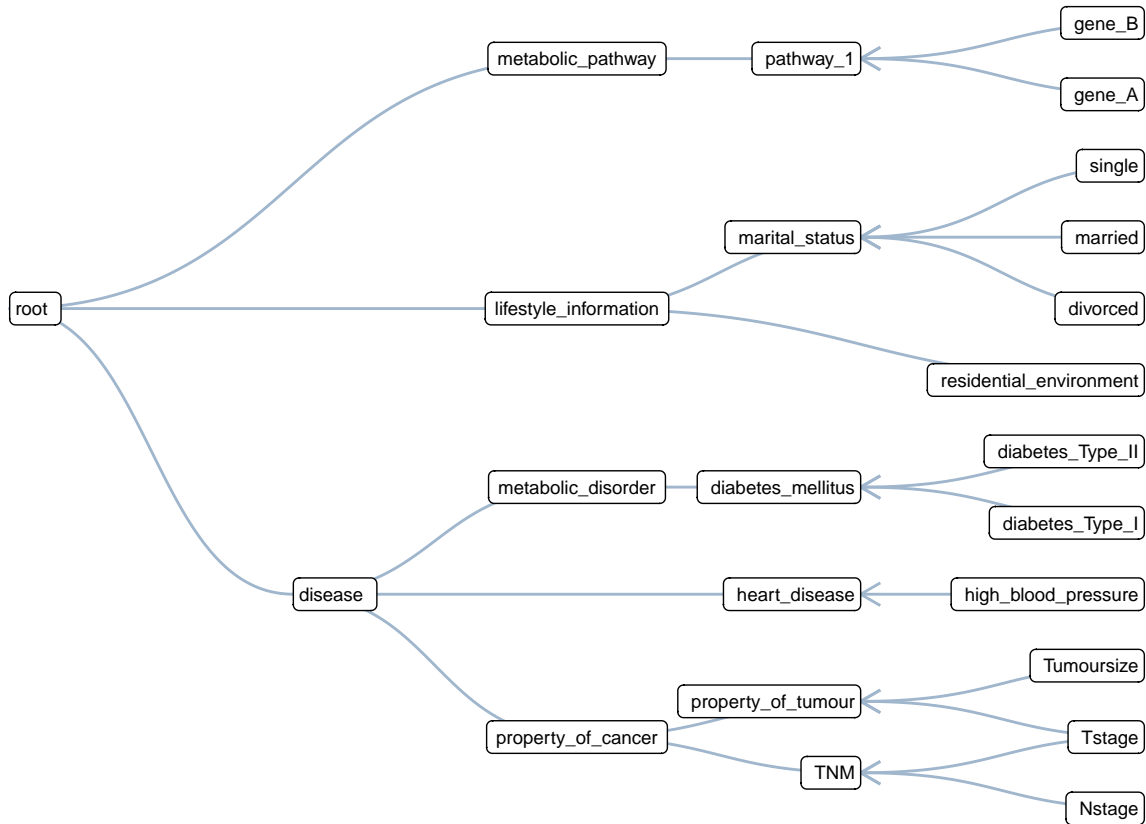 gene_B
metabolic_pathway
pathway_1
gene_A
single
marital_status
married
root
lifestyle_information
divorced
residential_environment
diabetes_Type_II
metabolic_disorder
diabetes_mellitus
diabetes_Type_I
disease
heart_disease
high_blood_pressure
Tumoursize
property_of_tumour
property_of_cancer
Tstage
TNM
Nstage